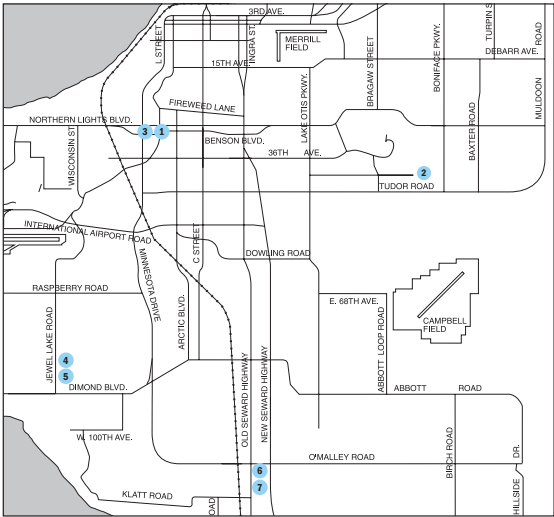 3RD AVE.
L STREET
INGRA ST.
MERRILL
FIELD
TURPIN S
ROAD
DEBARR AVE.
15TH AVE.
BRAGAW STREET
BONIFACE PKWY.
LAKE OTIS PKWY.
MULDOON
FIREWEED LANE
NORTHERN LIGHTS BLVD.
3
1
BENSON BLVD.
BAXTER ROAD
WISCONSIN ST.
36TH AVE.
2
TUDOR ROAD
INTERNATIONAL AIRPORT ROAD
C STREET
DOWLING ROAD
MINNESOTA DRIVE
RASPBERRY ROAD
ARCTIC BLVD.
E. 68TH AVE.
CAMPBELL
FIELD
JEWEL LAKE ROAD
ABBOTT LOOP ROAD
4
5
DIMOND BLVD.
OLD SEWARD HIGHWAY
NEW SEWARD HIGHWAY
ABBOTT ROAD
W. 100TH AVE.
BIRCH ROAD
O'MALLEY ROAD
HILLSIDE DR.
6
7
KLATT ROAD
OAD